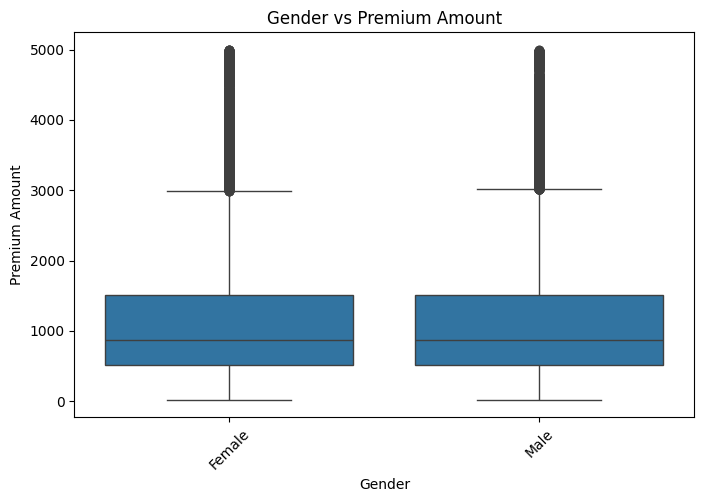 Gender vs Premium Amount
5000
4000
3000
2000
1000
0
Premium Amount
Female
Male
Gender